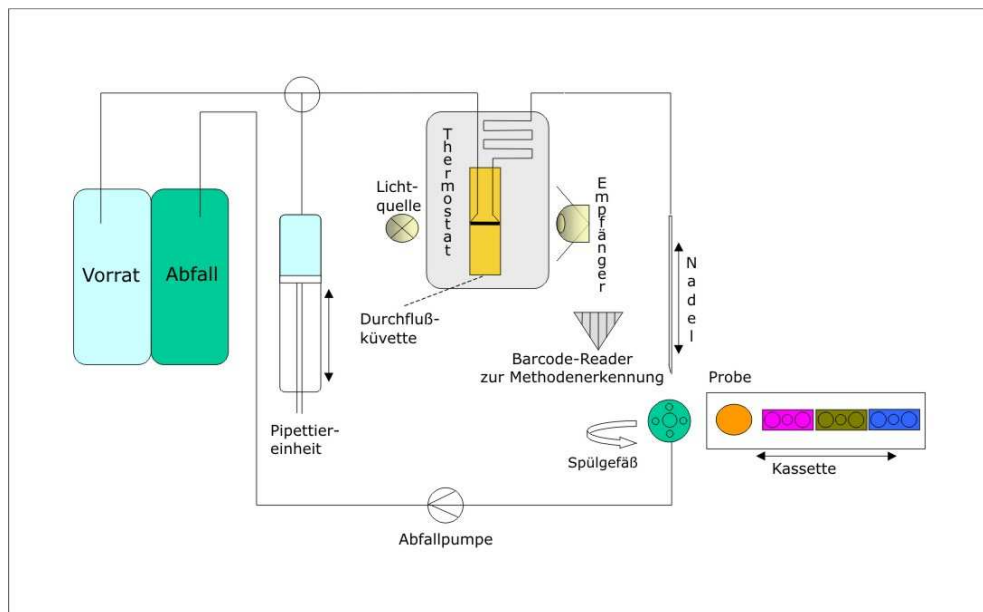 Thermostat
Licht-
quelle
Empfänger
Nadel
Vorrat
Abfall
Durchfluß-
küvette
Barcode-Reader
zur Methodenerkennung
Probe
Pipettier-
einheit
Spülgefäß
Kassette
Abfallpumpe